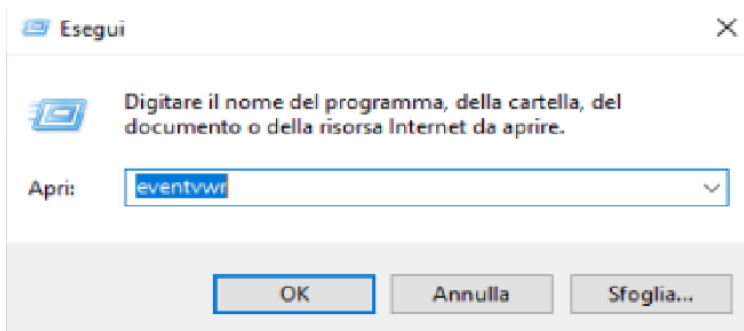 Esegui
Digitare il nome del programma, della cartella, del
documento o della risorsa Internet da aprire.
Apri: eventvwr
OK Annulla Sfoglia...